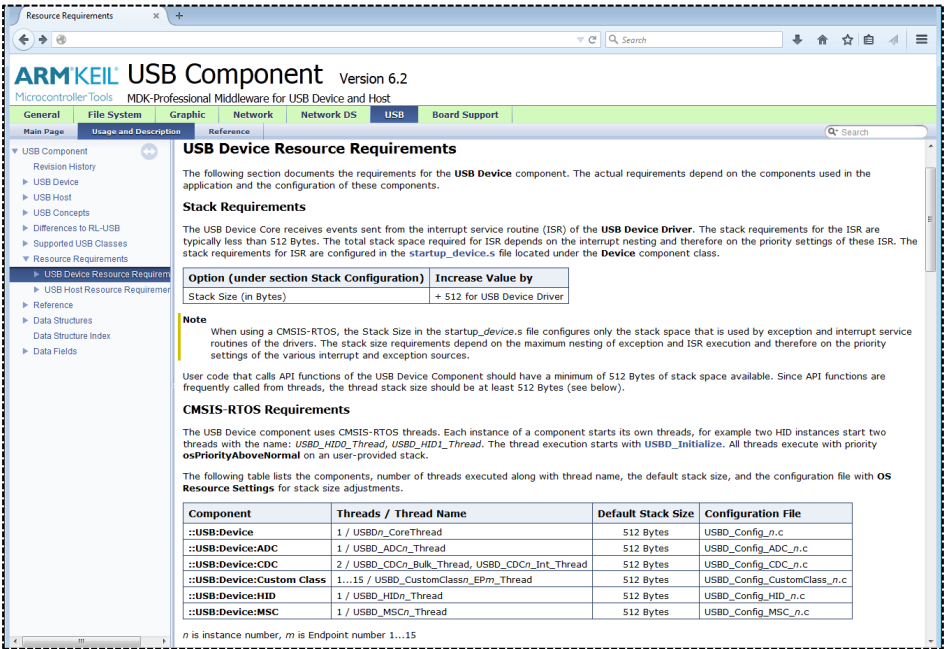 Resource Requirements
Search
ARM KEIL USB Component Version 6.2
Microcontroller Tools MDK-Professional Middleware for USB Device and Host
General File System Graphic Network Network DS USB Board Support
Main Page Usage and Description Reference
Search
USB Component
Revision History
USB Device
USB Host
USB Concepts
Differences to RL-USB
Supported USB Classes
Resource Requirements
USB Device Resource Requirem
USB Host Resource Requiremer
Reference
Data Structures
Data Structure Index
Data Fields
USB Device Resource Requirements
The following section documents the requirements for the USB Device component. The actual requirements depend on the components used in the
application and the configuration of these components.
Stack Requirements
The USB Device Core receives events sent from the interrupt service routine (ISR) of the USB Device Driver. The stack requirements for the ISR are
typically less than 512 Bytes. The total stack space required for ISR depends on the interrupt nesting and therefore on the priority settings of these ISR. The
stack requirements for ISR are configured in the startup_device.s file located under the Device component class.
Option (under section Stack Configuration) Increase Value by
Stack Size (in Bytes) + 512 for USB Device Driver
Note
When using a CMSIS-RTOS, the Stack Size in the startup_device.s file configures only the stack space that is used by exception and interrupt service
routines of the drivers. The stack size requirements depend on the maximum nesting of exception and ISR execution and therefore on the priority
settings of the various interrupt and exception sources.
User code that calls API functions of the USB Device Component should have a minimum of 512 Bytes of stack space available. Since API functions are
frequently called from threads, the thread stack size should be at least 512 Bytes (see below).
CMSIS-RTOS Requirements
The USB Device component uses CMSIS-RTOS threads. Each instance of a component starts its own threads, for example two HID instances start two
threads with the name: USBD_HID0_Thread, USBD_HID1_Thread. The thread execution starts with USBD_Initialize. All threads execute with priority
osPriorityAboveNormal on an user-provided stack.
The following table lists the components, number of threads executed along with thread name, the default stack size, and the configuration file with OS
Resource Settings for stack size adjustments.
Component Threads / Thread Name Default Stack Size Configuration File
::USB:Device 1 / USBDn_CoreThread 512 Bytes USBD_Config_n.c
::USB:Device:ADC 1 / USBD_ADCn_Thread 512 Bytes USBD_Config_ADC_n.c
::USB:Device:CDC 2 / USBD_CDCn_Bulk_Thread, USBD_CDCn_Int_Thread 512 Bytes USBD_Config_CDC_n.c
::USB:Device:Custom Class 1...15 / USBD_CustomClassn_EPm_Thread 512 Bytes USBD_Config_CustomClass_n.c
::USB:Device:HID 1 / USBD_HIDn_Thread 512 Bytes USBD_Config_HID_n.c
::USB:Device:MSC 1 / USBD_MSCn_Thread 512 Bytes USBD_Config_MSC_n.c
n is instance number, m is Endpoint number 1...15